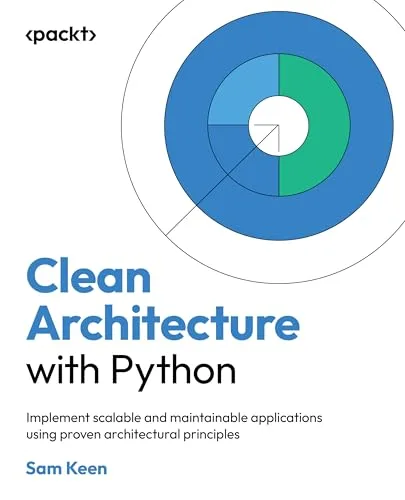 <packt>
Clean
Architecture
with Python
Implement scalable and maintainable applications
using proven architectural principles
Sam Keen